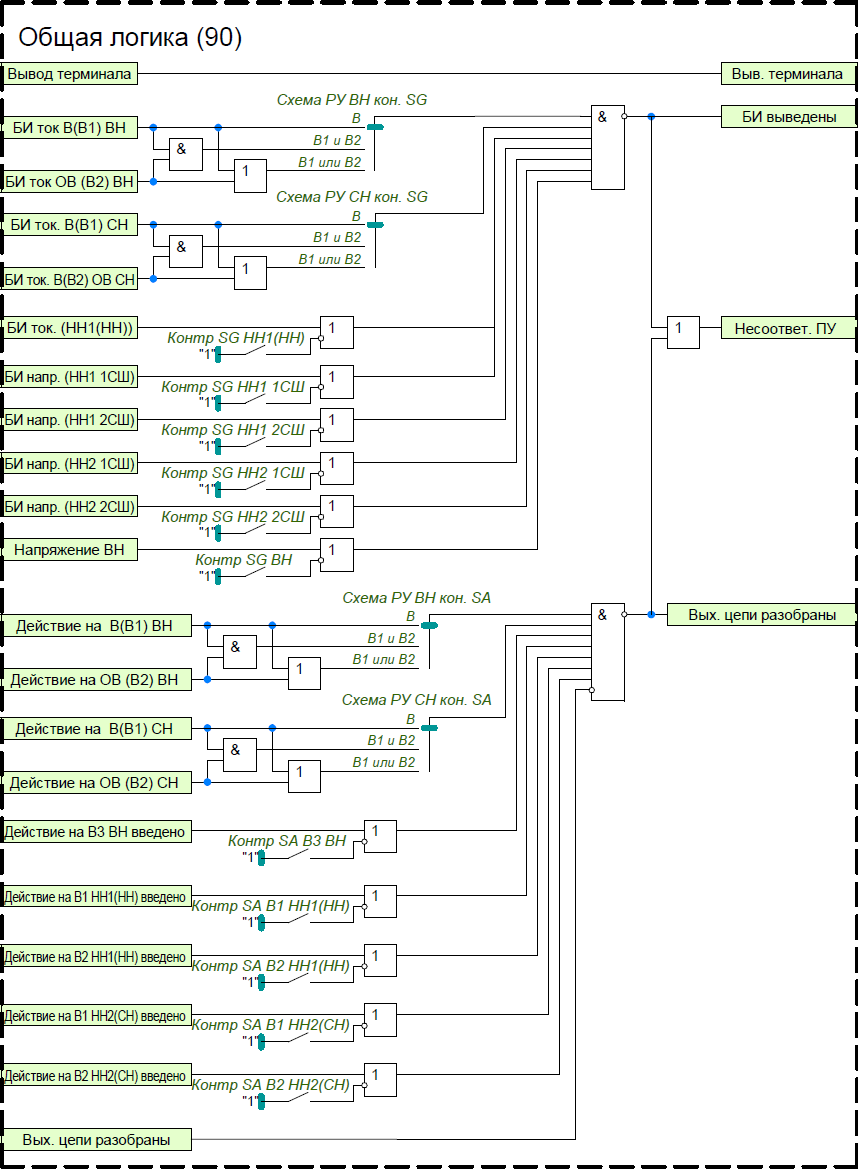 Общая логика (90)
Вывод терминала
Выв. терминала
Схема РУ ВН кон. SG
БИ ток В(В1) ВН
В
&
БИ выведены
&
В1 и В2
В1 или В2
1
БИ ток ОВ (В2) ВН
Схема РУ СН кон. SG
БИ ток. В(В1) СН
В
&
В1 и В2
В1 или В2
1
БИ ток. В(В2) ОВ СН
БИ ток. (НН1(НН))
1
1
Несоответ. ПУ
Контр SG НН1(НН)
"1"
БИ напр. (НН1 1СШ)
1
Контр SG НН1 1СШ
"1"
БИ напр. (НН1 2СШ)
1
Контр SG НН1 2СШ
"1"
БИ напр. (НН2 1СШ)
1
Контр SG НН2 1СШ
"1"
БИ напр. (НН2 2СШ)
1
Контр SG НН2 2СШ
"1"
Напряжение ВН
1
Контр SG ВН
"1"
Схема РУ ВН кон. SA
Действие на В(В1) ВН
В
&
Вых. цепи разобраны
&
В1 и В2
В1 или В2
1
Действие на ОВ (В2) ВН
Схема РУ СН кон. SA
Действие на В(В1) СН
В
&
В1 и В2
В1 или В2
1
Действие на ОВ (В2) СН
Действие на В3 ВН введено
1
Контр SA В3 ВН
"1"
Действие на В1 НН1(НН) введено
1
Контр SA В1 НН1(НН)
"1"
Действие на В2 НН1(НН) введено
1
Контр SA В2 НН1(НН)
"1"
Действие на В1 НН2(СН) введено
1
Контр SA В1 НН2(СН)
"1"
Действие на В2 НН2(СН) введено
1
Контр SA В2 НН2(СН)
"1"
Вых. цепи разобраны